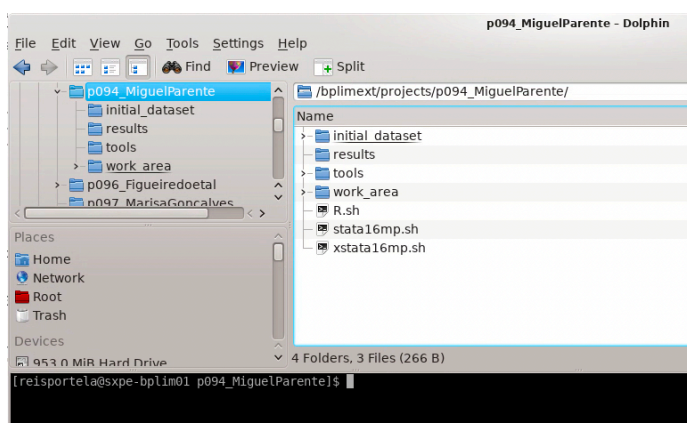 p094_MiguelParente – Dolphin
File Edit View Go Tools Settings Help
Find Preview Split
p094_MiguelParente
initial_dataset
results
tools
work_area
p096_Figueiredoetal
p097_MarisaGoncalves
/bplimext/projects/p094_MiguelParente/
Name
initial_dataset
results
tools
work_area
R.sh
stata16mp.sh
xstata16mp.sh
Places
Home
Network
Root
Trash
Devices
953.0 MiB Hard Drive
4 Folders, 3 Files (266 B)
[reisportela@sxpe-bplim01 p094_MiguelParente]$